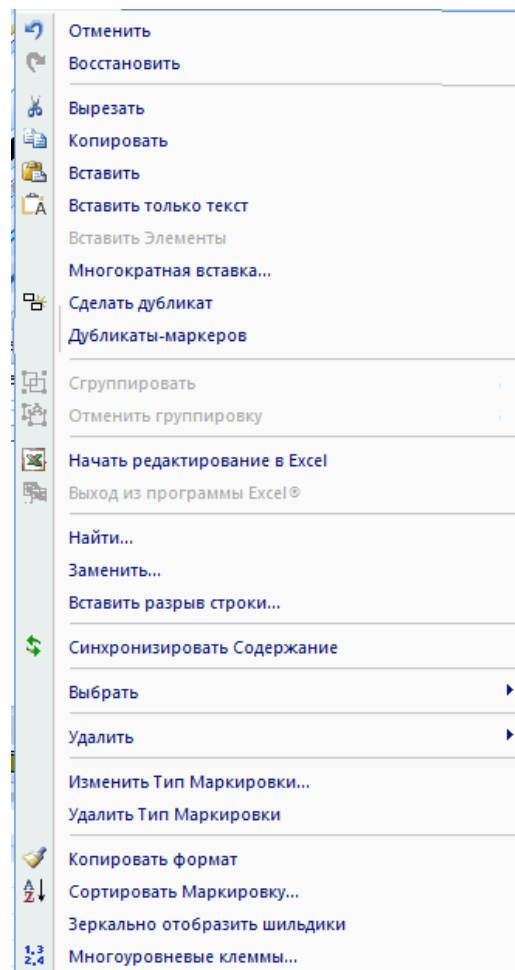 Отменить
Восстановить
Вырезать
Копировать
Вставить
Вставить только текст
Вставить Элементы
Многократная вставка...
Сделать дубликат
Дубликаты-маркеров
Сгруппировать
Отменить группировку
Начать редактирование в Excel
Выход из программы Excel®
Найти...
Заменить...
Вставить разрыв строки...
Синхронизировать Содержание
Выбрать
Удалить
Изменить Тип Маркировки...
Удалить Тип Маркировки
Копировать формат
Сортировать Маркировку...
Зеркально отобразить шильдики
Многоуровневые клеммы...